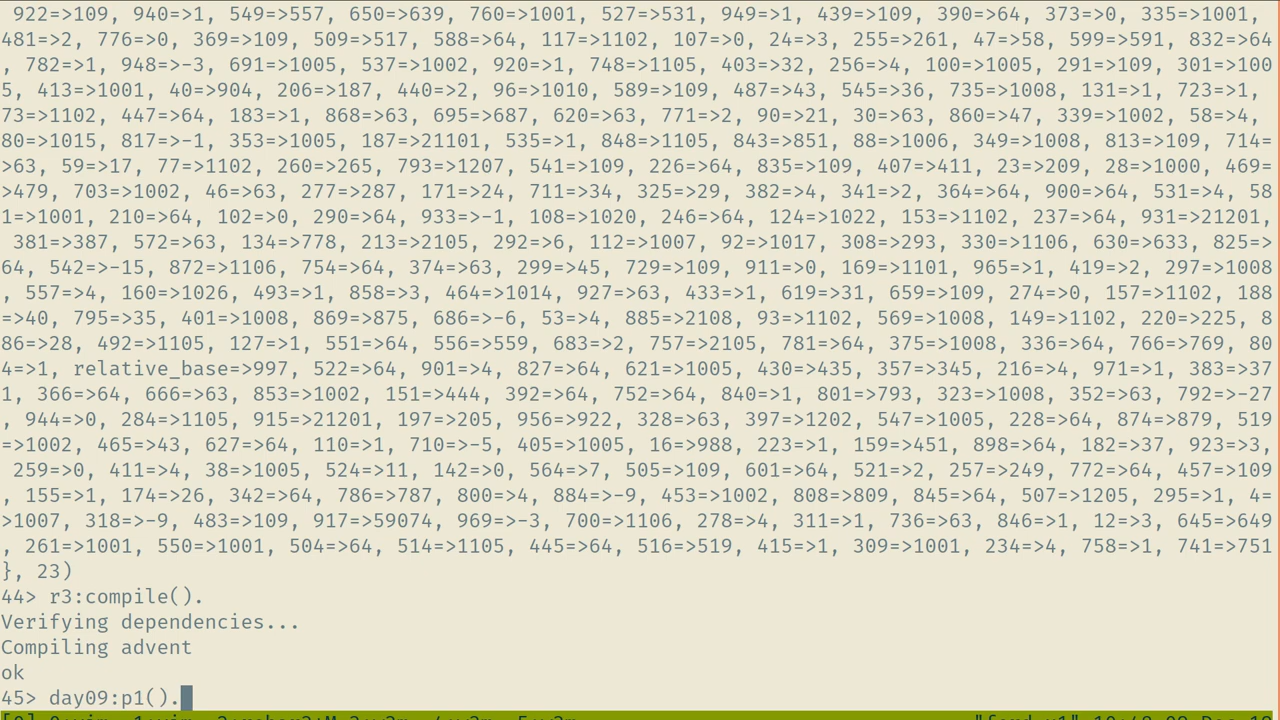 922=>109, 940=>1, 549=>557, 650=>639, 760=>1001, 527=>531, 949=>1, 439=>109, 390=>64, 373=>0, 335=>1001,
481=>2, 776=>0, 369=>109, 509=>517, 588=>64, 117=>1102, 107=>0, 24=>3, 255=>261, 47=>58, 599=>591, 832=>64
, 782=>1, 948=>-3, 691=>1005, 537=>1002, 920=>1, 748=>1105, 403=>32, 256=>4, 100=>1005, 291=>109, 301=>100
5, 413=>1001, 40=>904, 206=>187, 440=>2, 96=>1010, 589=>109, 487=>43, 545=>36, 735=>1008, 131=>1, 723=>1,
73=>1102, 447=>64, 183=>1, 868=>63, 695=>687, 620=>63, 771=>2, 90=>21, 30=>63, 860=>47, 339=>1002, 58=>4,
80=>1015, 817=>-1, 353=>1005, 187=>21101, 535=>1, 848=>1105, 843=>851, 88=>1006, 349=>1008, 813=>109, 714=
>63, 59=>17, 77=>1102, 260=>265, 793=>1207, 541=>109, 226=>64, 835=>109, 407=>411, 23=>209, 28=>1000, 469=
>479, 703=>1002, 46=>63, 277=>287, 171=>24, 711=>34, 325=>29, 382=>4, 341=>2, 364=>64, 900=>64, 531=>4, 58
1=>1001, 210=>64, 102=>0, 290=>64, 933=>-1, 108=>1020, 246=>64, 124=>1022, 153=>1102, 237=>64, 931=>21201,
381=>387, 572=>63, 134=>778, 213=>2105, 292=>6, 112=>1007, 92=>1017, 308=>293, 330=>1106, 630=>633, 825=>
64, 542=>-15, 872=>1106, 754=>64, 374=>63, 299=>45, 729=>109, 911=>0, 169=>1101, 965=>1, 419=>2, 297=>1008
, 557=>4, 160=>1026, 493=>1, 858=>3, 464=>1014, 927=>63, 433=>1, 619=>31, 659=>109, 274=>0, 157=>1102, 188
=>40, 795=>35, 401=>1008, 869=>875, 686=>-6, 53=>4, 885=>2108, 93=>1102, 569=>1008, 149=>1102, 220=>225, 8
86=>28, 492=>1105, 127=>1, 551=>64, 556=>559, 683=>2, 757=>2105, 781=>64, 375=>1008, 336=>64, 766=>769, 80
4=>1, relative_base=>997, 522=>64, 901=>4, 827=>64, 621=>1005, 430=>435, 357=>345, 216=>4, 971=>1, 383=>37
1, 366=>64, 666=>63, 853=>1002, 151=>444, 392=>64, 752=>64, 840=>1, 801=>793, 323=>1008, 352=>63, 792=>-27
, 944=>0, 284=>1105, 915=>21201, 197=>205, 956=>922, 328=>63, 397=>1202, 547=>1005, 228=>64, 874=>879, 519
=>1002, 465=>43, 627=>64, 110=>1, 710=>-5, 405=>1005, 16=>988, 223=>1, 159=>451, 898=>64, 182=>37, 923=>3,
259=>0, 411=>4, 38=>1005, 524=>11, 142=>0, 564=>7, 505=>109, 601=>64, 521=>2, 257=>249, 772=>64, 457=>109
, 155=>1, 174=>26, 342=>64, 786=>787, 800=>4, 884=>-9, 453=>1002, 808=>809, 845=>64, 507=>1205, 295=>1, 4=
>1007, 318=>-9, 483=>109, 917=>59074, 969=>-3, 700=>1106, 278=>4, 311=>1, 736=>63, 846=>1, 12=>3, 645=>649
, 261=>1001, 550=>1001, 504=>64, 514=>1105, 445=>64, 516=>519, 415=>1, 309=>1001, 234=>4, 758=>1, 741=>751
}, 23)
44> r3:compile().
Verifying dependencies...
Compiling advent
ok
45> day09:p1().